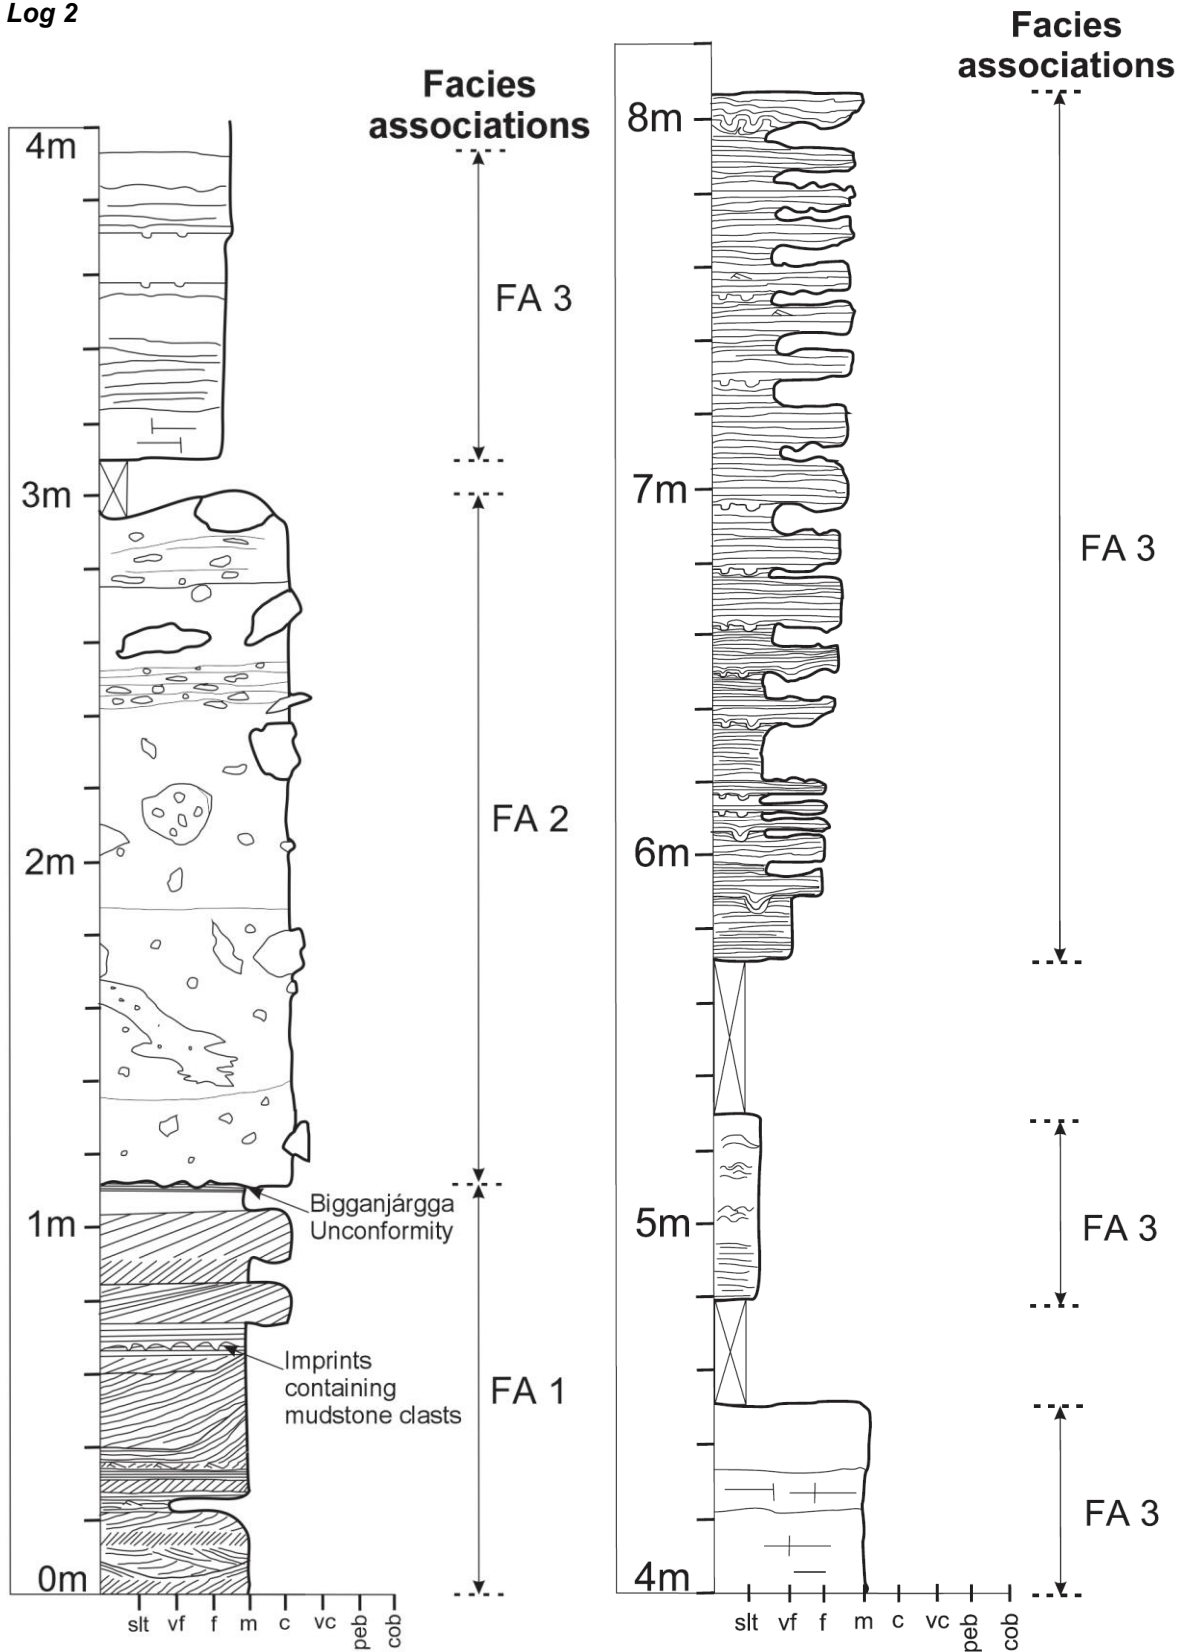 Log 2
Facies
associations
4m
FA 3
3m
FA 2
2m
Bigganjárgga
Unconformity
1m
Imprints
containing
mudstone clasts
FA 1
0m
slt vf f m c vc peb cob
Facies
associations
8m
7m
FA 3
6m
5m
FA 3
FA 3
4m
slt vf f m c vc peb cob